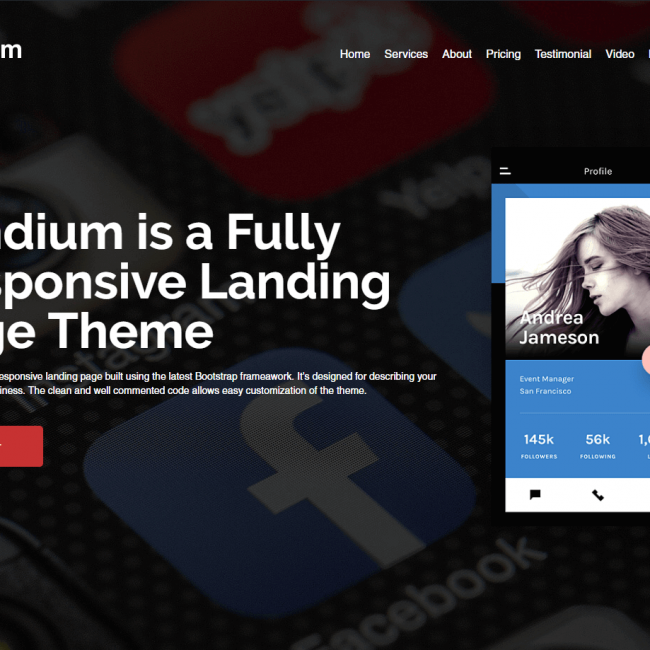 m
Home Services About Pricing Testimonial Video
Yelp
Yelp
Profile
ndium is a Fully
sponsive Landing
ge Theme
Instagram
esponsive landing page built using the latest Bootstrap frameawork. It's designed for describing your
iness. The clean and well commented code allows easy customization of the theme.
Andrea
Jameson
Event Manager
San Francisco
145k 56k
FOLLOWERS FOLLOWING
f
Facebook